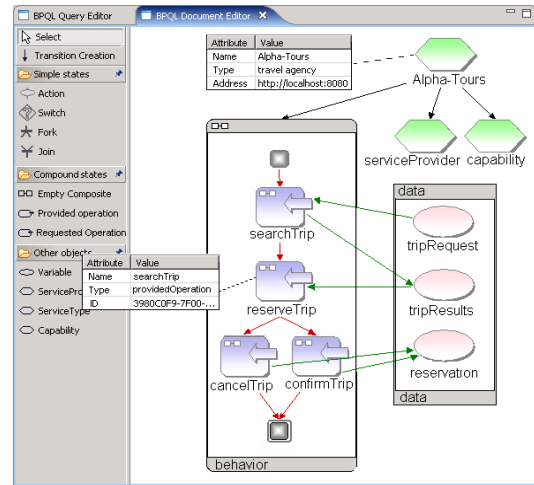 BPQL Query Editor
BPQL Document Editor
Select
Transition Creation
Simple states
Action
Switch
Fork
Join
Compound states
Empty Composite
Provided operation
Requested Operation
Other objects
Variable
ServicePro
ServiceType
Capability
Attribute Value
Name Alpha-Tours
Type travel agency
Address http://localhost:8080
Alpha-Tours
serviceProvider capability
searchTrip
Attribute Value
Name searchTrip
Type providedOperation
ID 3980C0F9-7F00-...
reserveTrip
cancelTrip confirmTrip
behavior
data
tripRequest
tripResults
reservation
data